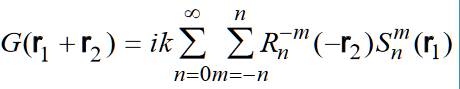 G(r₁ + r₂) = ik ∑_{n=0}^{∞} ∑_{m=−n}^{n} R_n^{−m}(−r₂)S_n^m(r₁)